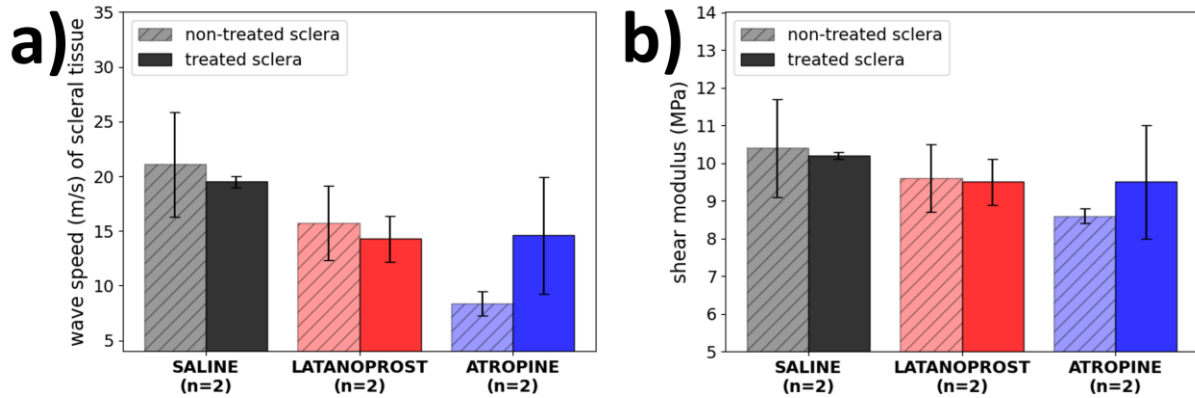 a)
wave speed (m/s) of scleral tissue
35
30
25
20
15
10
5
non-treated sclera
treated sclera
SALINE
(n=2)
LATANOPROST
(n=2)
ATROPINE
(n=2)
b)
shear modulus (MPa)
14
13
12
11
10
9
8
7
6
5
non-treated sclera
treated sclera
SALINE
(n=2)
LATANOPROST
(n=2)
ATROPINE
(n=2)